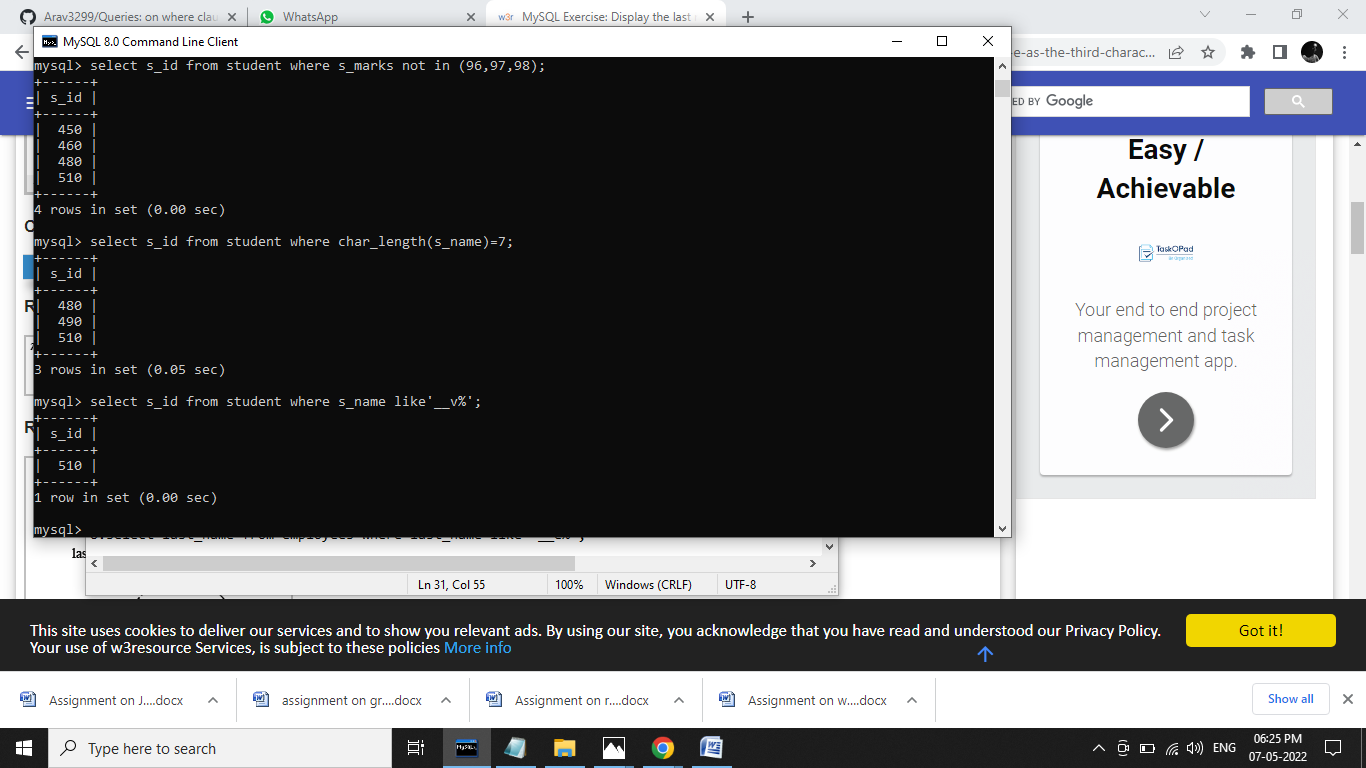 Arav3299/Queries: on where clau
WhatsApp
w3r MySQL Exercise: Display the last
MySQL 8.0 Command Line Client
e-as-the-third-charac...
mysql> select s_id from student where s_marks not in (96,97,98);
+------+
| s_id |
+------+
| 450 |
| 460 |
| 480 |
| 510 |
+------+
4 rows in set (0.00 sec)
mysql> select s_id from student where char_length(s_name)=7;
+------+
| s_id |
+------+
| 480 |
| 490 |
| 510 |
+------+
3 rows in set (0.05 sec)
mysql> select s_id from student where s_name like'__v%';
+------+
| s_id |
+------+
| 510 |
+------+
1 row in set (0.00 sec)
mysql>
ED BY Google
Easy /
Achievable
TaskOPad
Your end to end project
management and task
management app.
las
Ln 31, Col 55
100%
Windows (CRLF)
UTF-8
This site uses cookies to deliver our services and to show you relevant ads. By using our site, you acknowledge that you have read and understood our Privacy Policy.
Your use of w3resource Services, is subject to these policies More info
Got it!
Assignment on J....docx
assignment on gr....docx
Assignment on r....docx
Assignment on w....docx
Show all
Type here to search
ENG
06:25 PM
07-05-2022